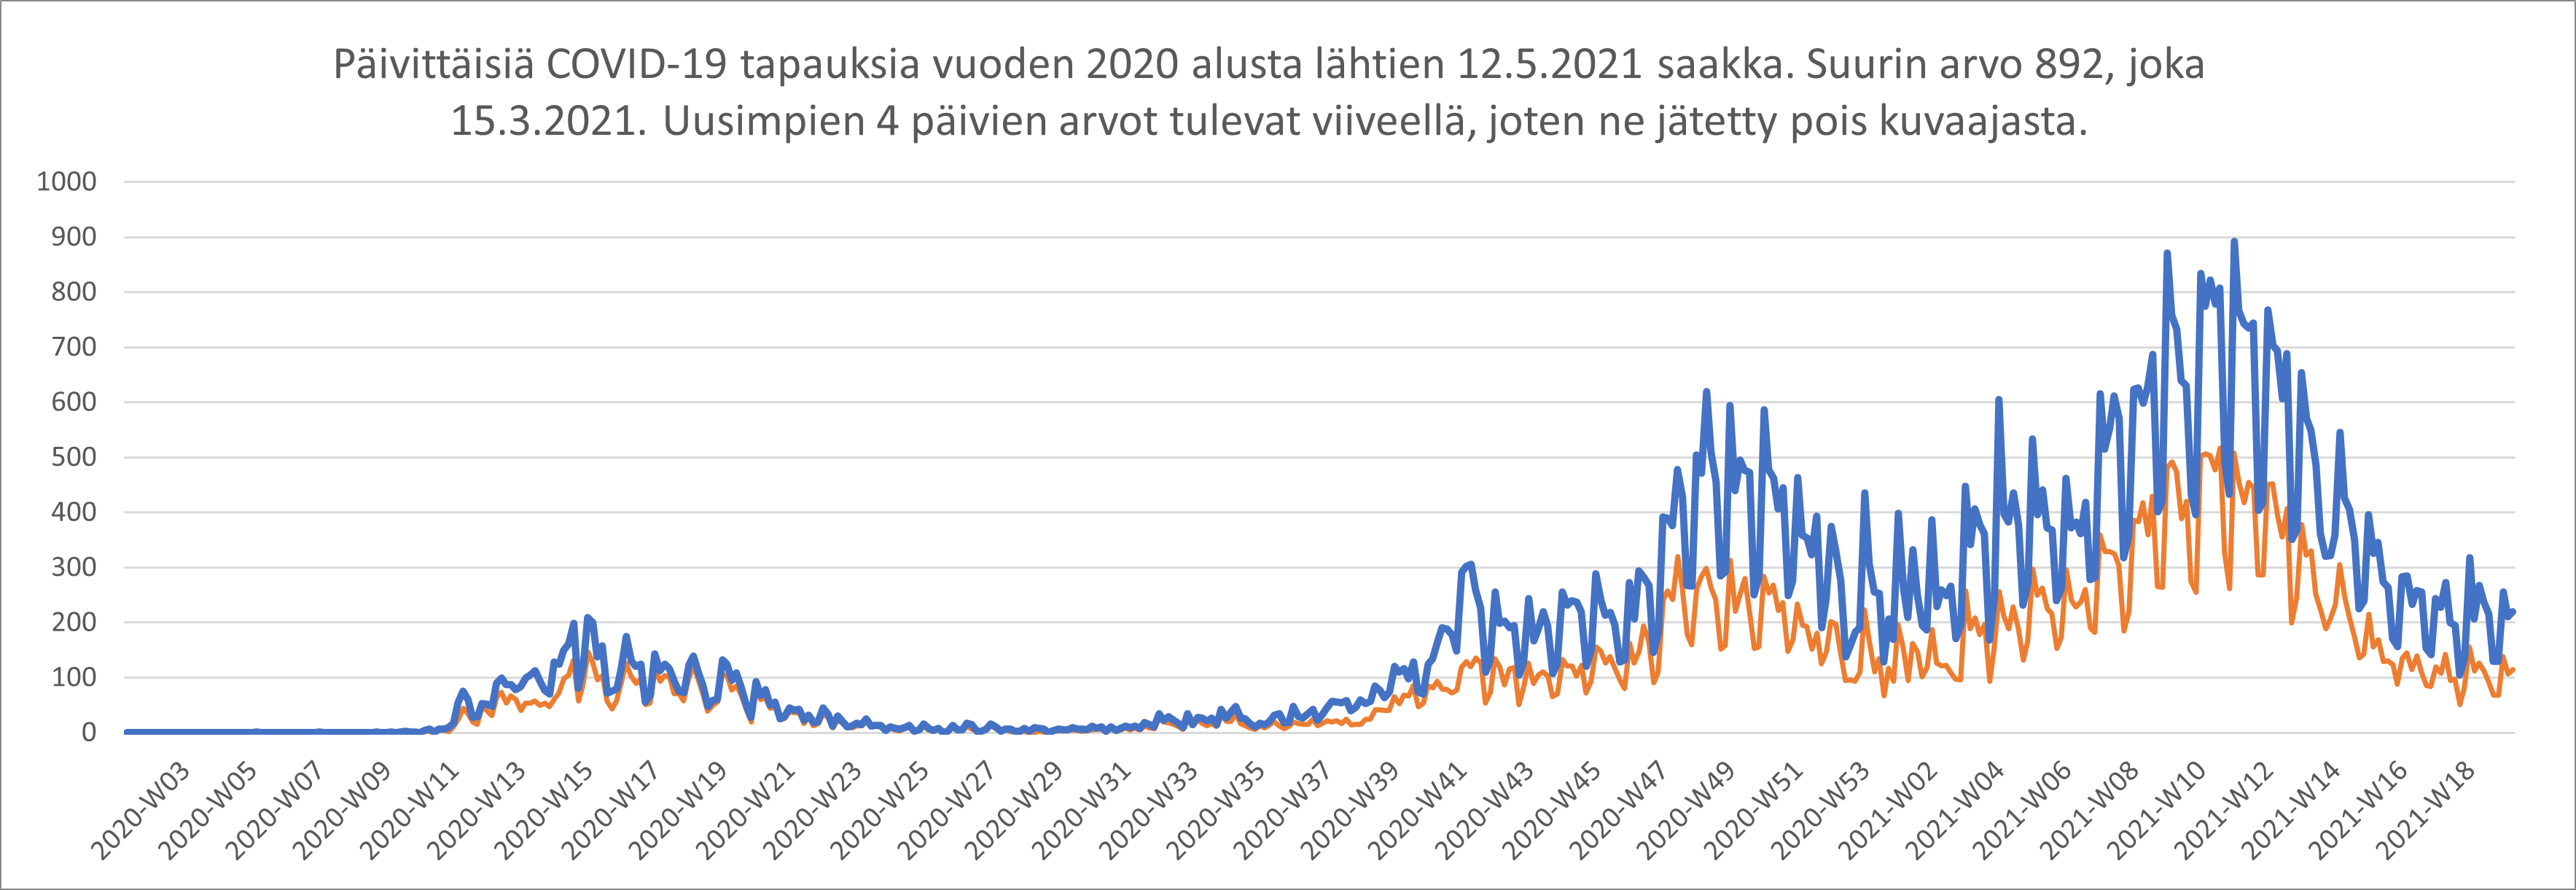 Päivittäisiä COVID-19 tapauksia vuoden 2020 alusta lähtien 12.5.2021 saakka. Suurin arvo 892, joka
15.3.2021. Uusimpien 4 päivien arvot tulevat viiveellä, joten ne jätetty pois kuvaajasta.
1000
900
800
700
600
500
400
300
200
100
0
2020-W03
2020-W05
2020-W07
2020-W09
2020-W11
2020-W13
2020-W15
2020-W17
2020-W19
2020-W21
2020-W23
2020-W25
2020-W27
2020-W29
2020-W31
2020-W33
2020-W35
2020-W37
2020-W39
2020-W41
2020-W43
2020-W45
2020-W47
2020-W49
2020-W51
2020-W53
2021-W02
2021-W04
2021-W06
2021-W08
2021-W10
2021-W12
2021-W14
2021-W16
2021-W18